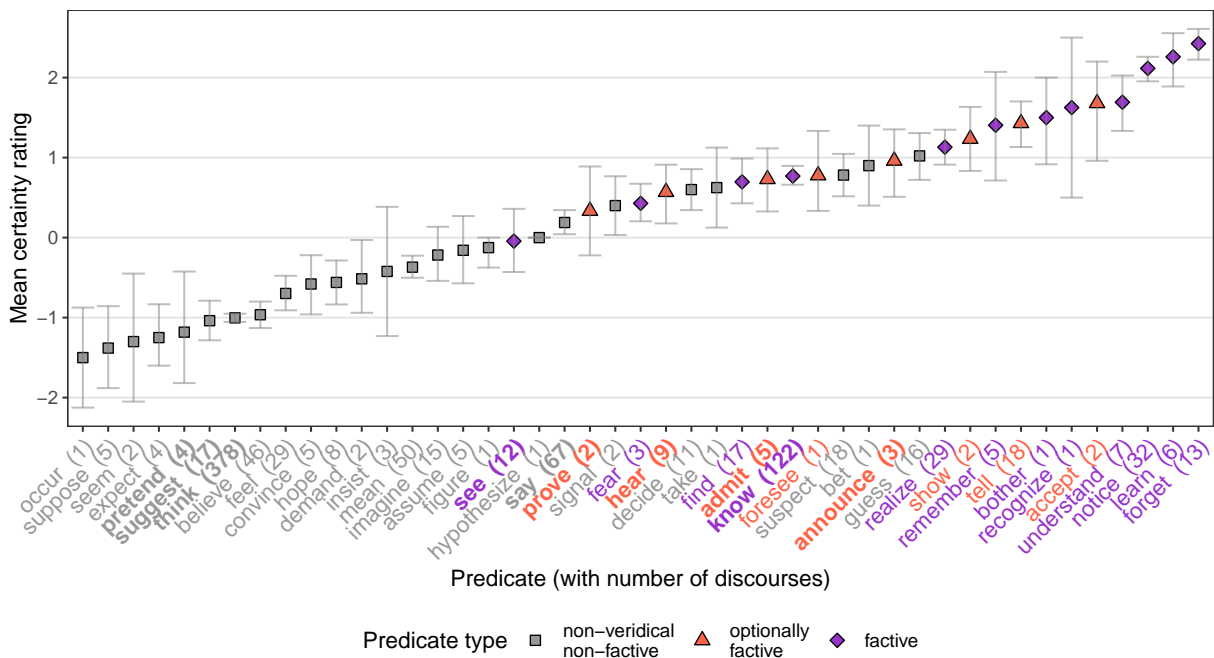 Mean certainty rating
2
1
0
−1
−2
occur (1)
suppose (5)
seem (2)
expect (4)
pretend (4)
suggest (17)
think (378)
believe (46)
feel (29)
convince (5)
hope (8)
demand (2)
insist (3)
mean (50)
imagine (15)
assume (5)
figure (1)
see (12)
hypothesize (1)
say (67)
prove (2)
signal (2)
fear (3)
hear (9)
decide (11)
take (1)
find (17)
admit (5)
know (122)
foresee (1)
suspect (18)
bet (1)
announce (3)
guess (16)
realize (29)
show (2)
remember (5)
tell (18)
bother (1)
recognize (1)
accept (2)
understand (7)
notice (32)
learn (6)
forget (13)
Predicate (with number of discourses)
Predicate type
non−veridical
non−factive
optionally
factive
factive